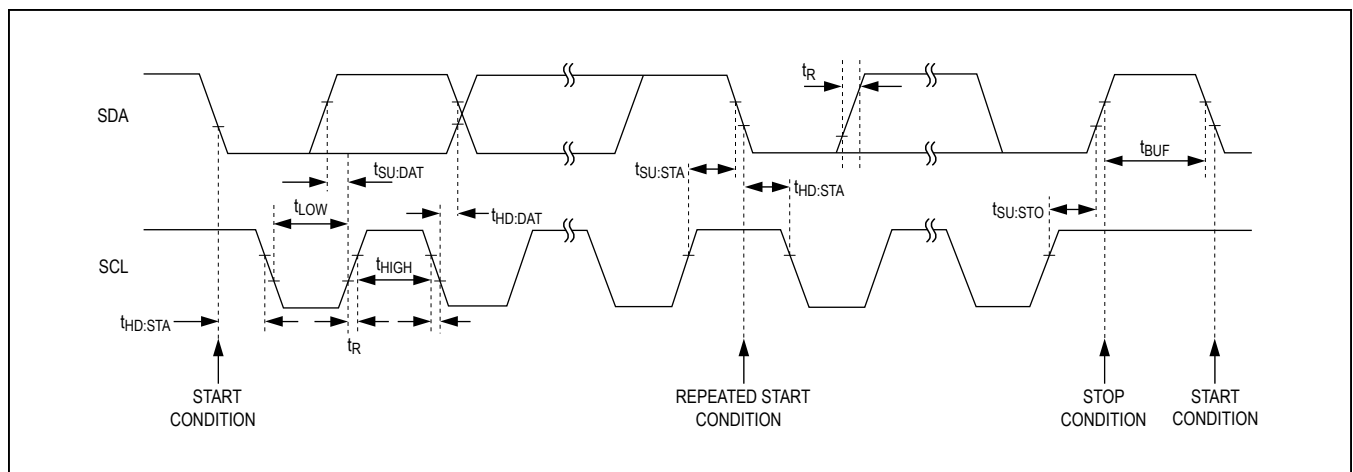 SDA
tR
tSU:DAT
tSU:STA
tBUF
tLOW
tHD:DAT
tHD:STA
tSU:STO
SCL
tHIGH
tHD:STA
tR
START
CONDITION
REPEATED START
CONDITION
STOP
CONDITION
START
CONDITION